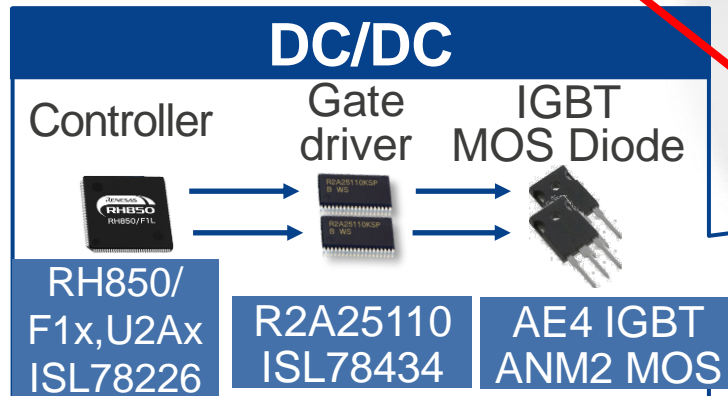 DC/DC
Controller
Gate
driver
IGBT
MOS Diode
RENESAS
RH850
RH850/F1L
R2A25110KSP
B WS
R2A25110KSP
B WS
RH850/
F1x,U2Ax
ISL78226
R2A25110
ISL78434
AE4 IGBT
ANM2 MOS